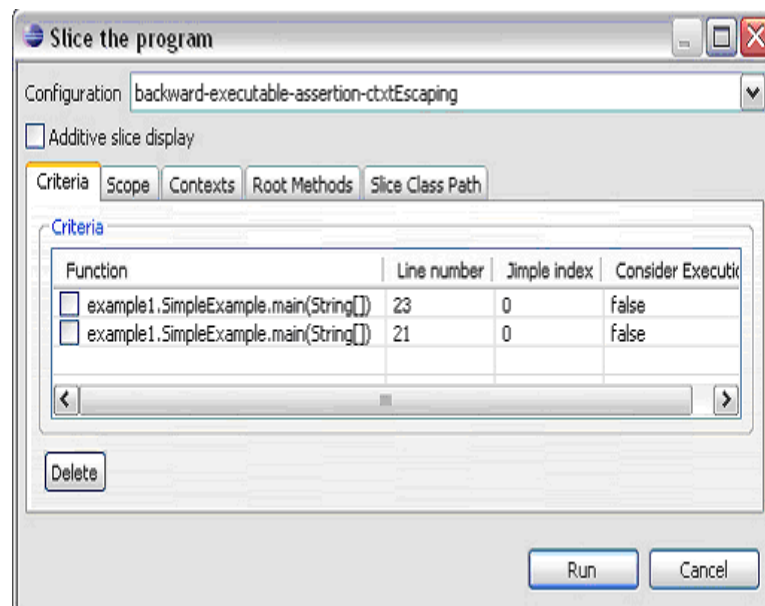 Slice the program
Configuration backward-executable-assertion-ctxtEscaping
Additive slice display
Criteria Scope Contexts Root Methods Slice Class Path
Criteria
Function Line number Jimple index Consider Executio
example1.SimpleExample.main(String[]) 23 0 false
example1.SimpleExample.main(String[]) 21 0 false
Delete
Run Cancel